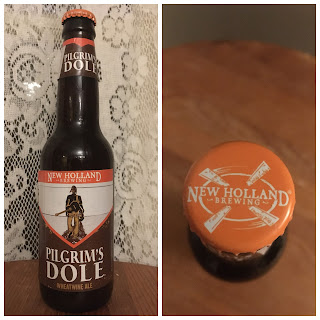 PILGRIM'S
DOLE
NEW HOLLAND
BREWING
PILGRIM'S
DOLE
WHEATWINE ALE
NEW HOLLAND
BREWING